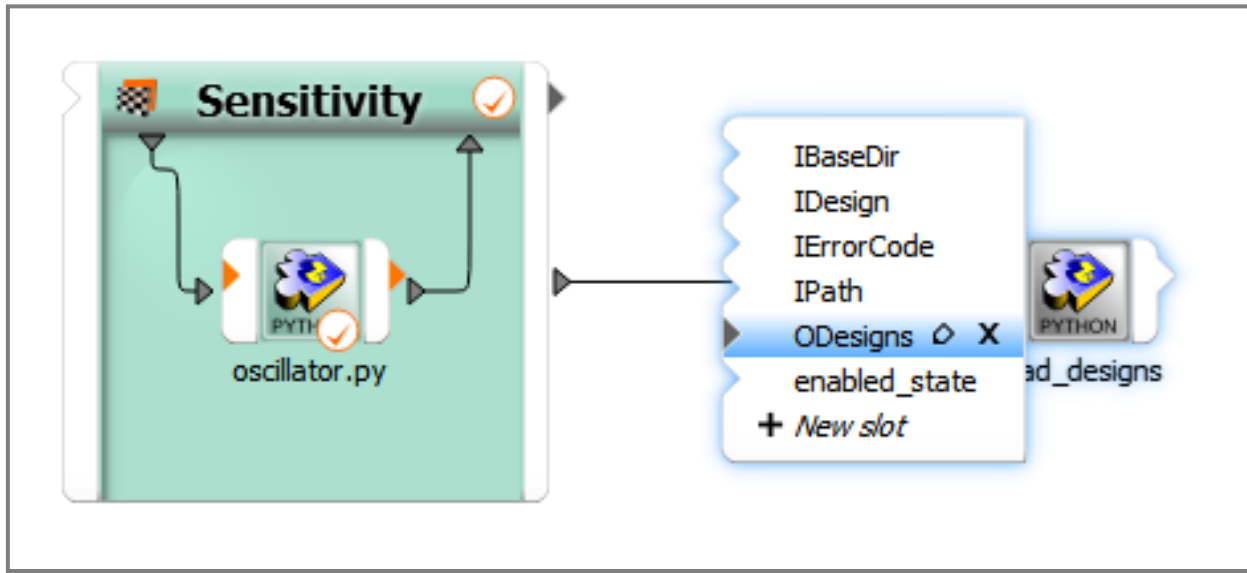 Sensitivity
oscillator.py
IBaseDir
IDesign
IErrorCode
IPath
ODesigns X
enabled_state
+ New slot
PYTHON
ad_designs